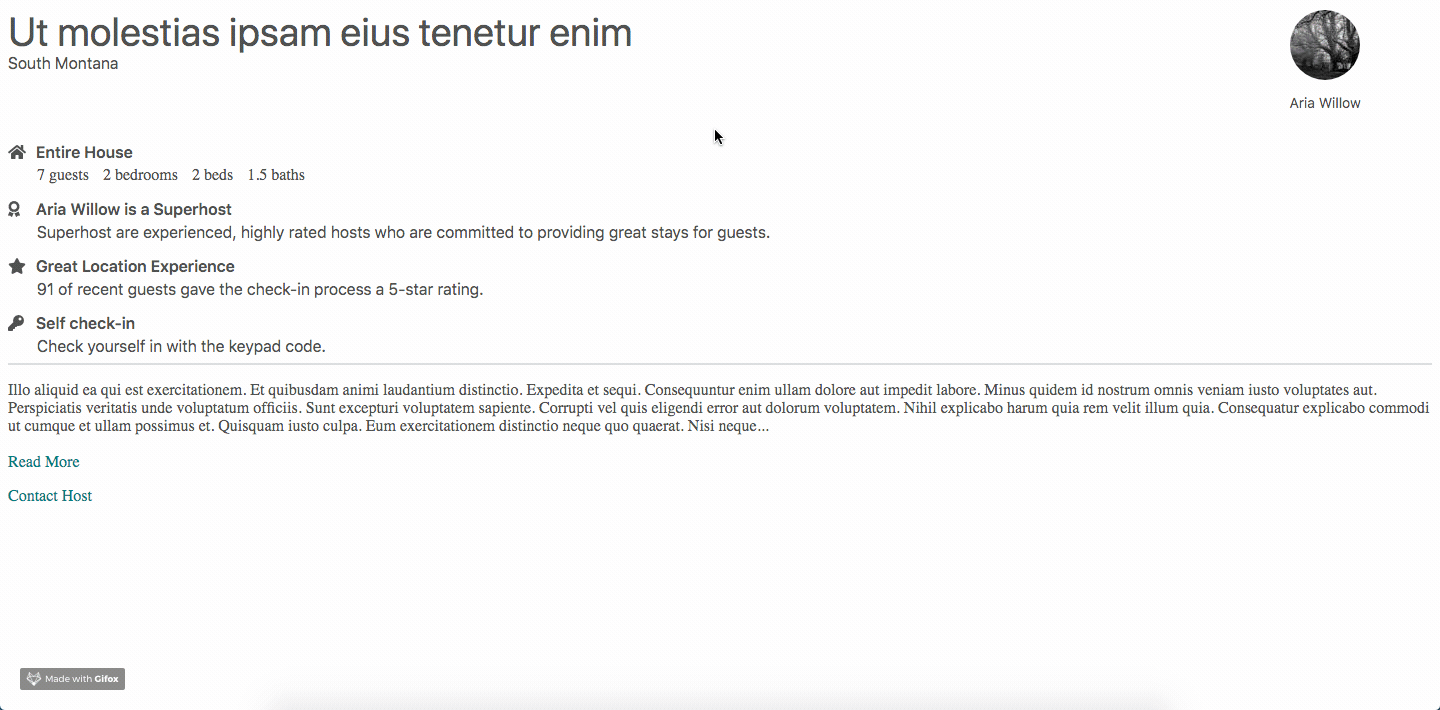 Ut molestias ipsam eius tenetur enim
South Montana
Aria Willow
Entire House
7 guests 2 bedrooms 2 beds 1.5 baths
Aria Willow is a Superhost
Superhost are experienced, highly rated hosts who are committed to providing great stays for guests.
Great Location Experience
91 of recent guests gave the check-in process a 5-star rating.
Self check-in
Check yourself in with the keypad code.
Illo aliquid ea qui est exercitationem. Et quibusdam animi laudantium distinctio. Expedita et sequi. Consequuntur enim ullam dolore aut impedit labore. Minus quidem id nostrum omnis veniam iusto voluptates aut.
Perspiciatis veritatis unde voluptatum officiis. Sunt excepturi voluptatem sapiente. Corrupti vel quis eligendi error aut dolorum voluptatem. Nihil explicabo harum quia rem velit illum quia. Consequatur explicabo commodi
ut cumque et ullam possimus et. Quisquam iusto culpa. Eum exercitationem distinctio neque quo quaerat. Nisi neque...
Read More
Contact Host
Made with Gifox